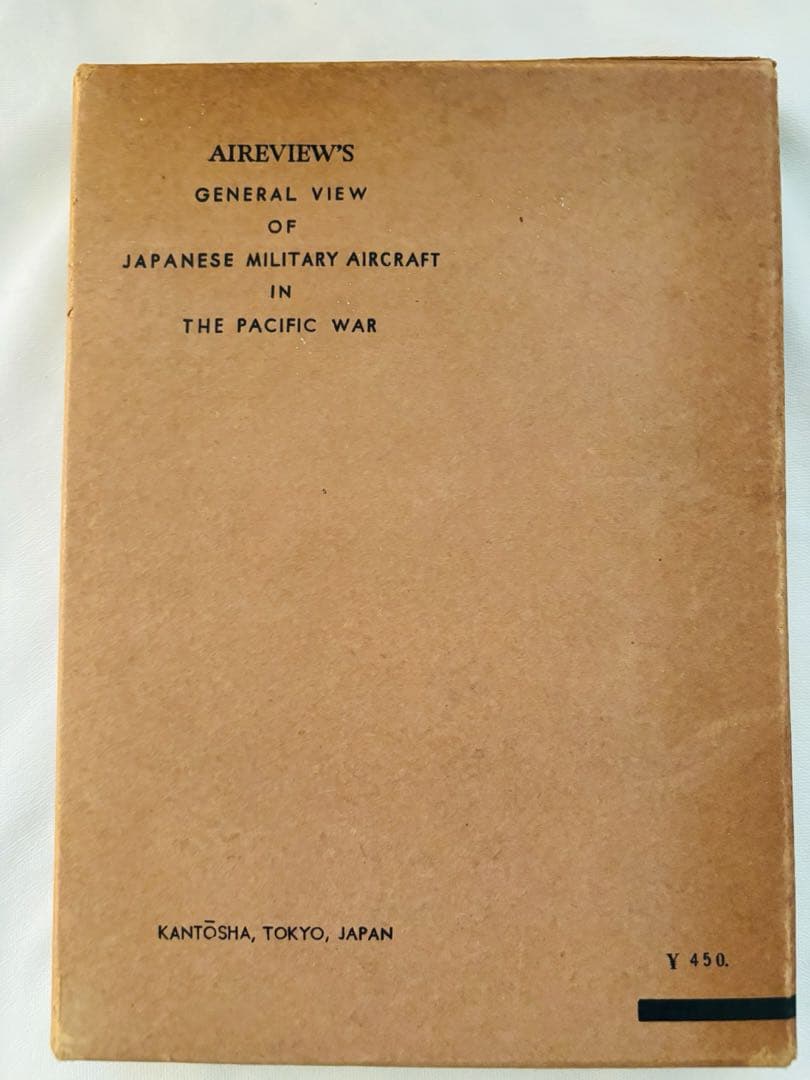 AIREVIEW'S
GENERAL VIEW
OF
JAPANESE MILITARY AIRCRAFT
IN
THE PACIFIC WAR
KANTŌSHA, TOKYO, JAPAN
¥ 450.